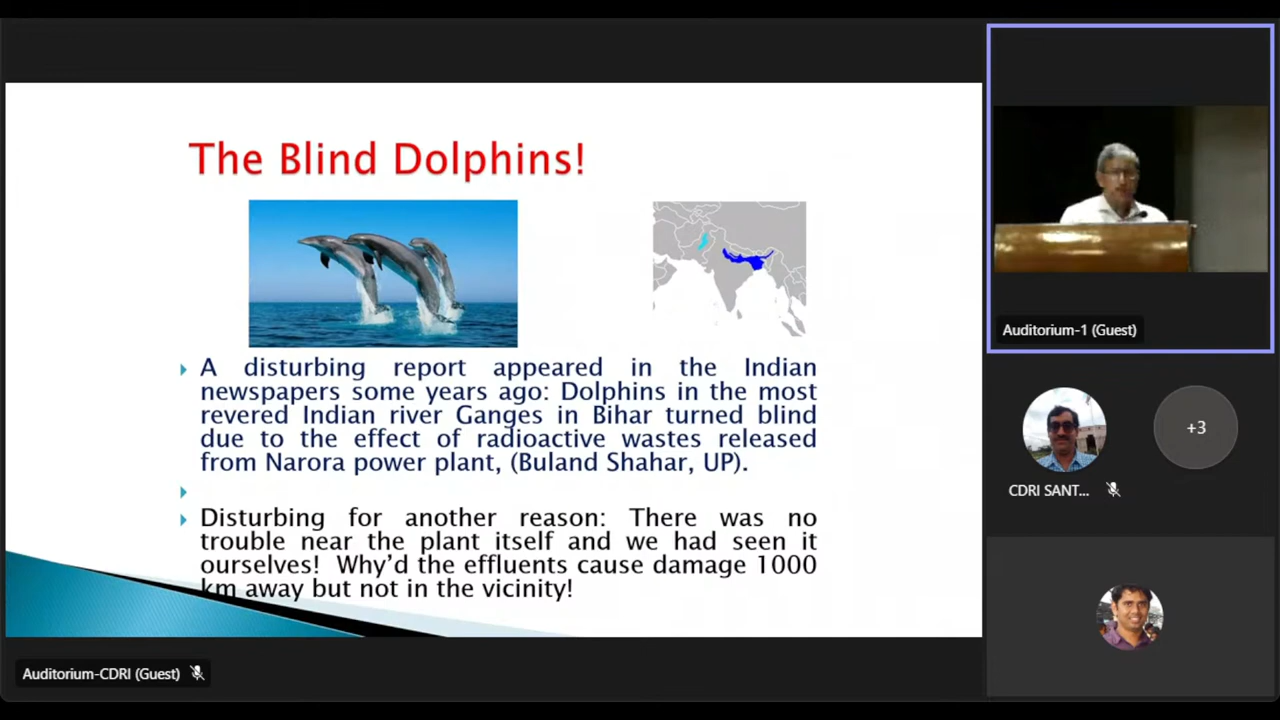 The Blind Dolphins!
A disturbing report appeared in the Indian
newspapers some years ago: Dolphins in the most
revered Indian river Ganges in Bihar turned blind
due to the effect of radioactive wastes released
from Narora power plant, (Buland Shahar, UP).
Disturbing for another reason: There was no
trouble near the plant itself and we had seen it
ourselves! Why'd the effluents cause damage 1000
km away but not in the vicinity!
Auditorium-1 (Guest)
CDRI SANT...
+3
Auditorium-CDRI (Guest)